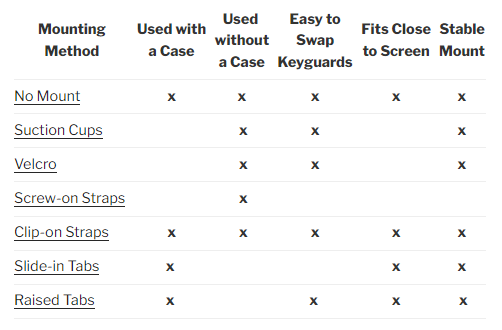 Mounting Method | Used with a Case | Used without a Case | Easy to Swap Keyguards | Fits Close to Screen | Stable Mount
No Mount | x | x | x | x | x
Suction Cups | | x | x | | x
Velcro | | x | x | | x
Screw-on Straps | | x | | |
Clip-on Straps | x | x | x | x | x
Slide-in Tabs | x | | | x | x
Raised Tabs | x | | x | x | x